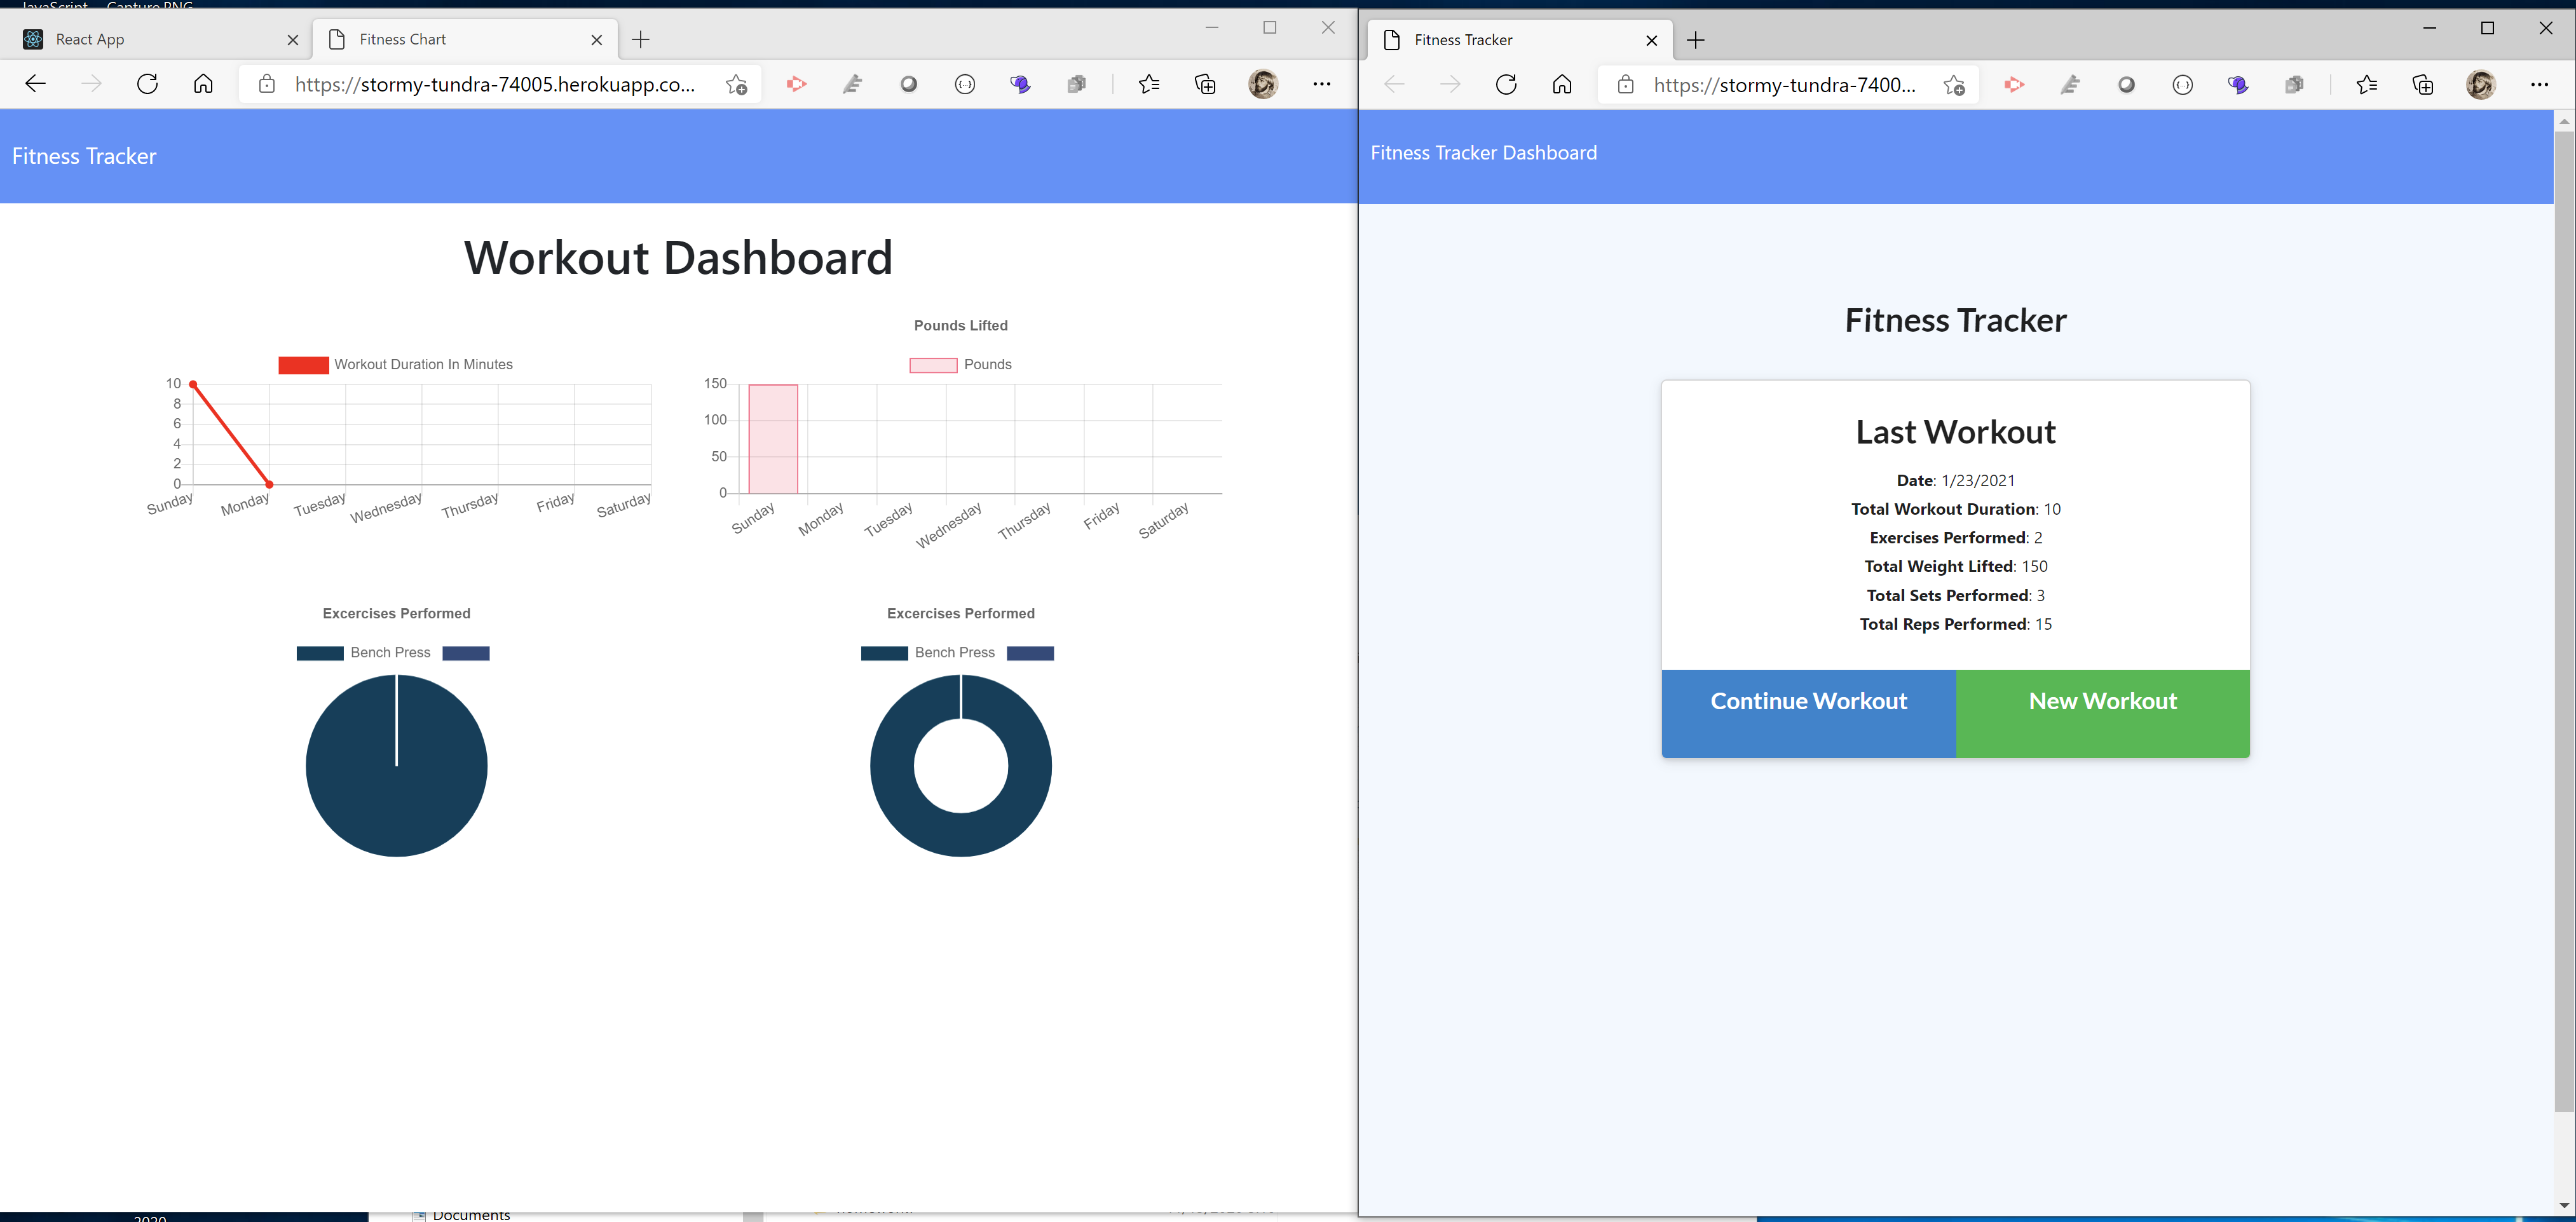 JavaScript Capture.PNG
React App
Fitness Chart
https://stormy-tundra-74005.herokuapp.co...
Fitness Tracker
Workout Dashboard
Workout Duration In Minutes
10
8
6
4
2
0
Sunday Monday Tuesday Wednesday Thursday Friday Saturday
Pounds Lifted
Pounds
150
100
50
0
Sunday Monday Tuesday Wednesday Thursday Friday Saturday
Excercises Performed
Bench Press
Excercises Performed
Bench Press
2020
Documents
Fitness Tracker
https://stormy-tundra-7400...
Fitness Tracker Dashboard
Fitness Tracker
Last Workout
Date: 1/23/2021
Total Workout Duration: 10
Exercises Performed: 2
Total Weight Lifted: 150
Total Sets Performed: 3
Total Reps Performed: 15
Continue Workout
New Workout